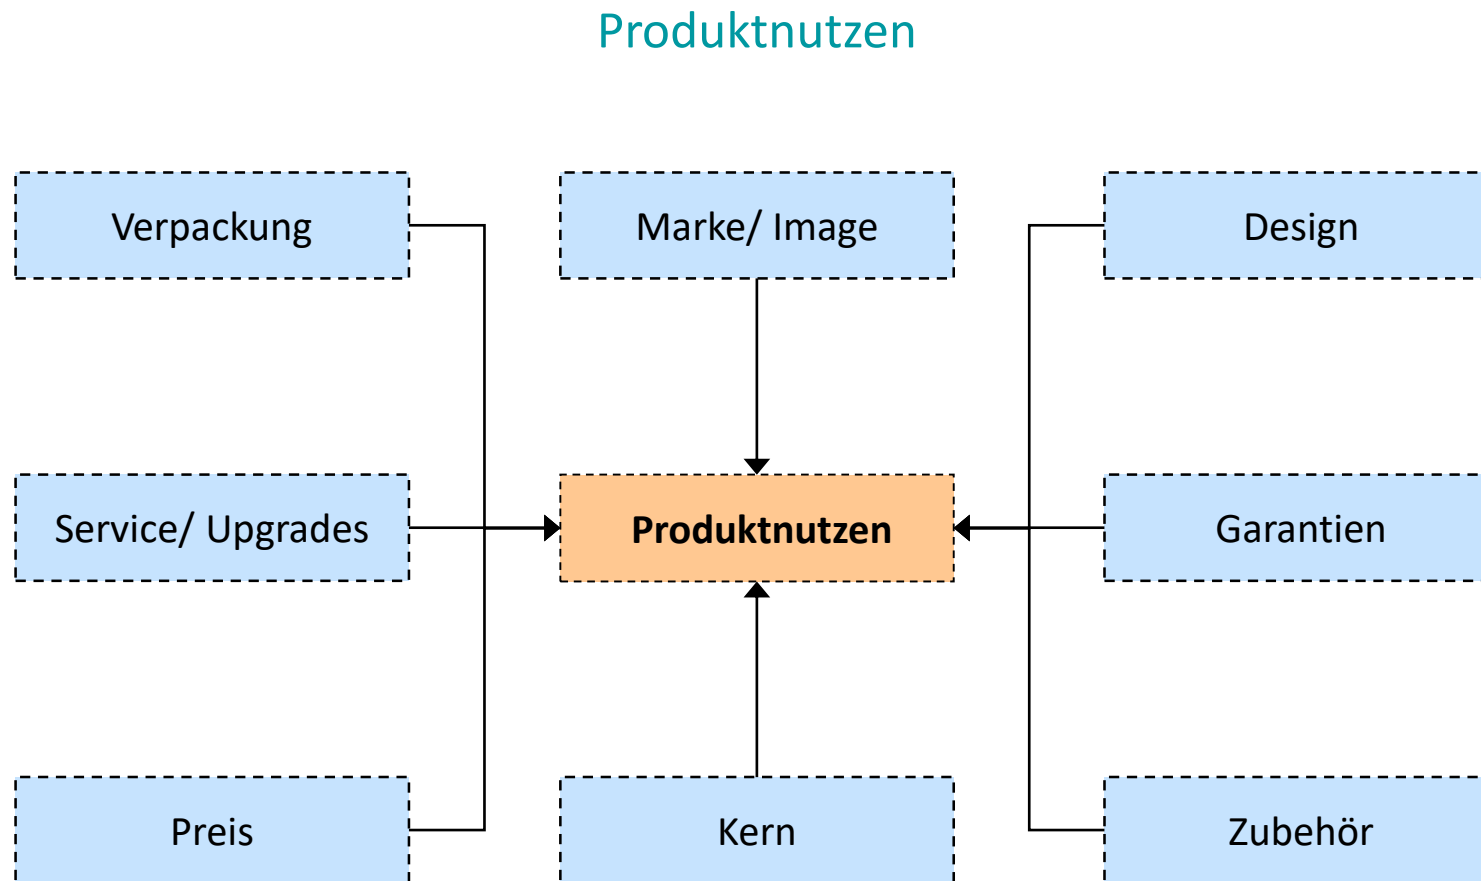 Produktnutzen
Verpackung
Marke/ Image
Design
Service/ Upgrades
Produktnutzen
Garantien
Preis
Kern
Zubehör